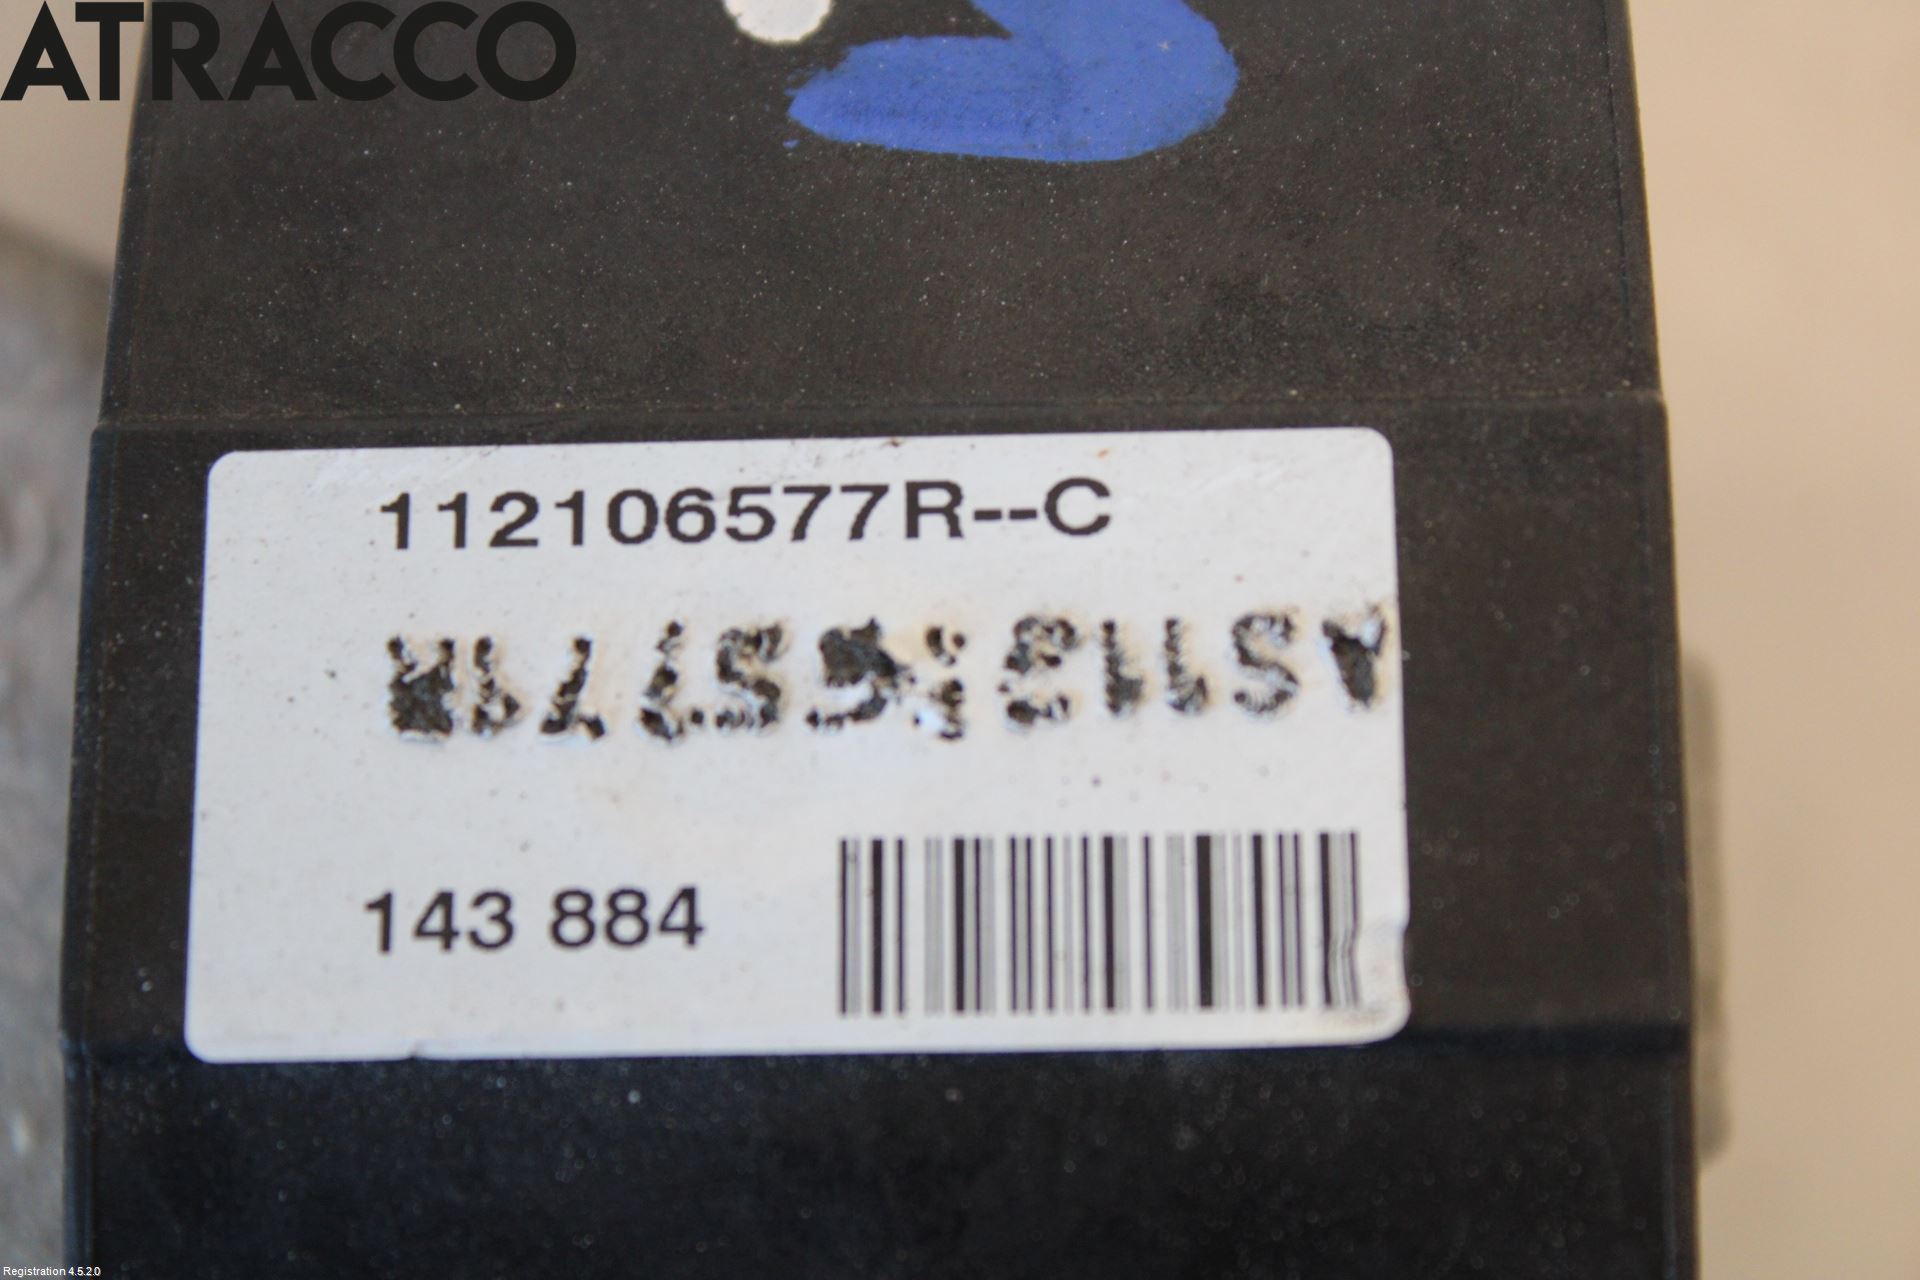 ATRACCO
112106577R--C
143 884
Registration 4.5.2.0